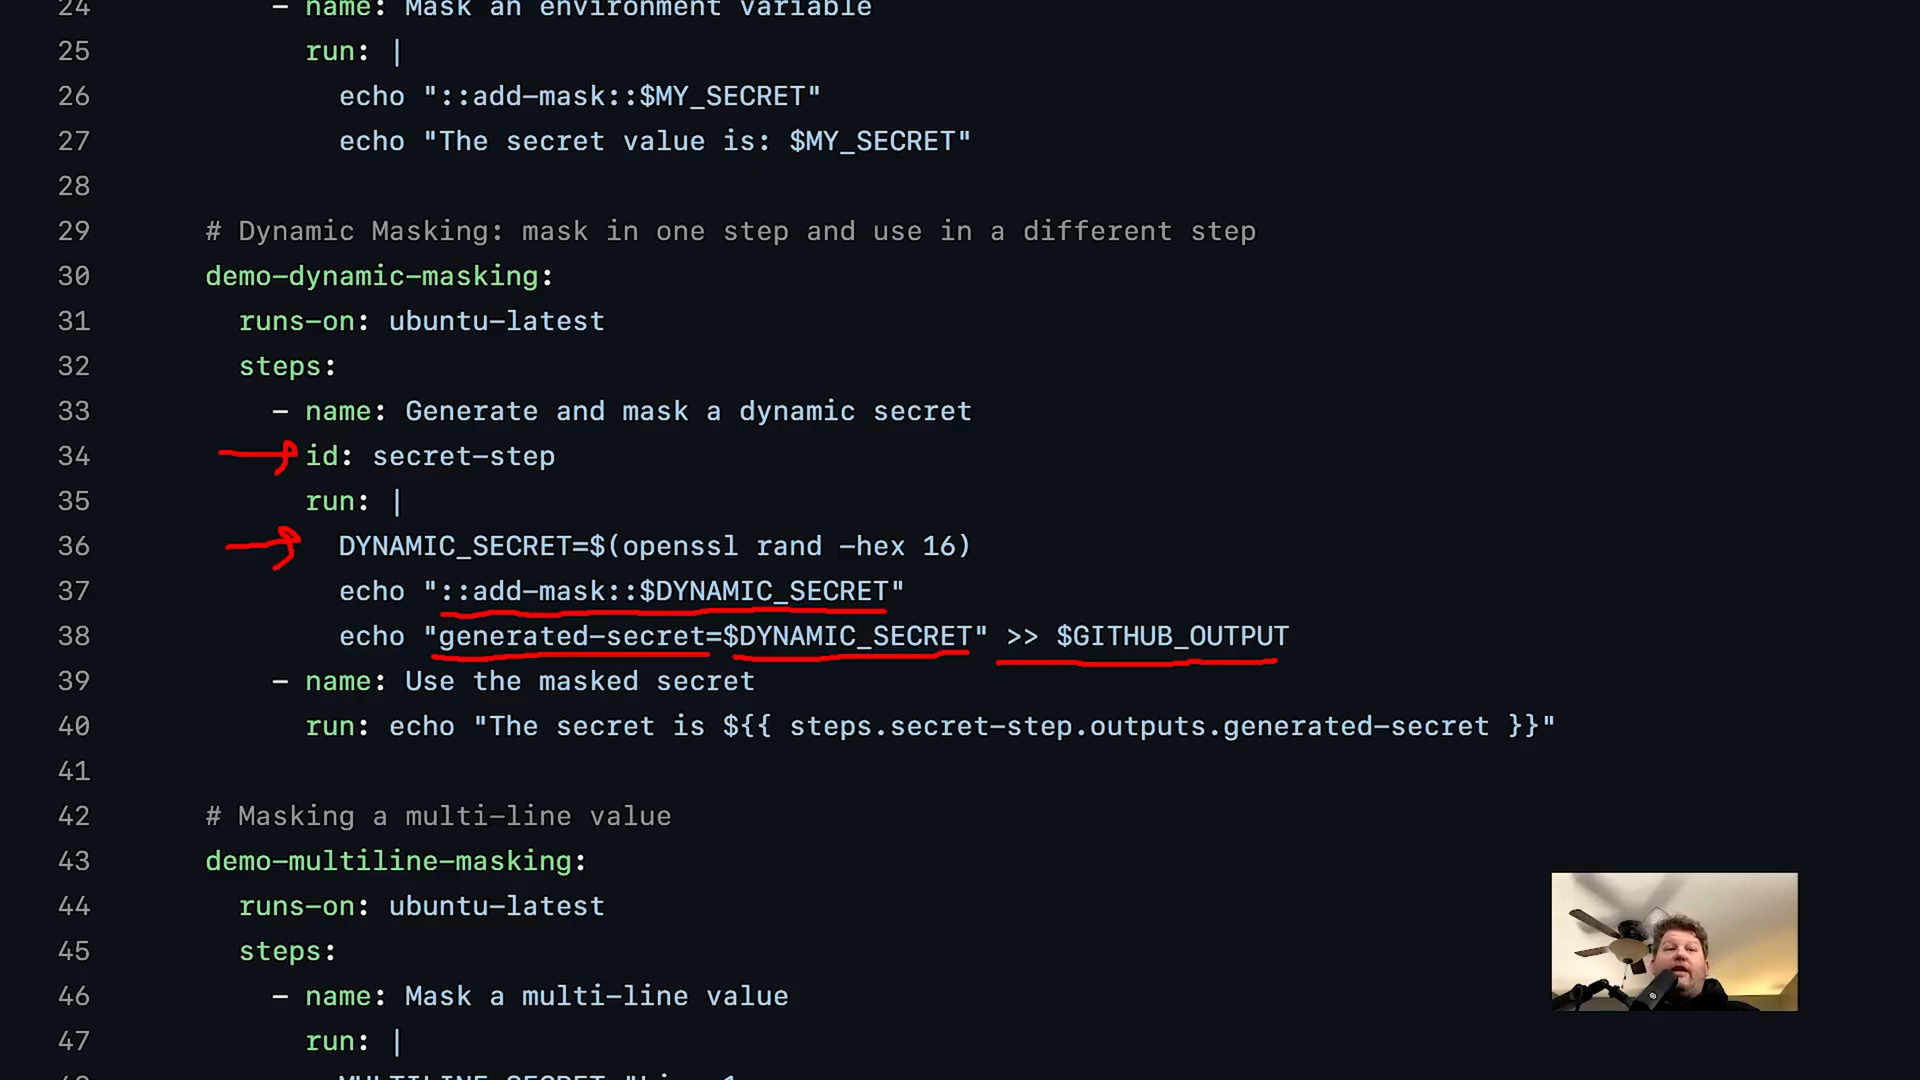 24 - name: Mask an environment variable
25 run: |
26 echo "::add-mask::$MY_SECRET"
27 echo "The secret value is: $MY_SECRET"
28
29 # Dynamic Masking: mask in one step and use in a different step
30 demo-dynamic-masking:
31 runs-on: ubuntu-latest
32 steps:
33 - name: Generate and mask a dynamic secret
34 id: secret-step
35 run: |
36 DYNAMIC_SECRET=$(openssl rand -hex 16)
37 echo "::add-mask::$DYNAMIC_SECRET"
38 echo "generated-secret=$DYNAMIC_SECRET" >> $GITHUB_OUTPUT
39 - name: Use the masked secret
40 run: echo "The secret is ${{ steps.secret-step.outputs.generated-secret }}"
41
42 # Masking a multi-line value
43 demo-multiline-masking:
44 runs-on: ubuntu-latest
45 steps:
46 - name: Mask a multi-line value
47 run: |